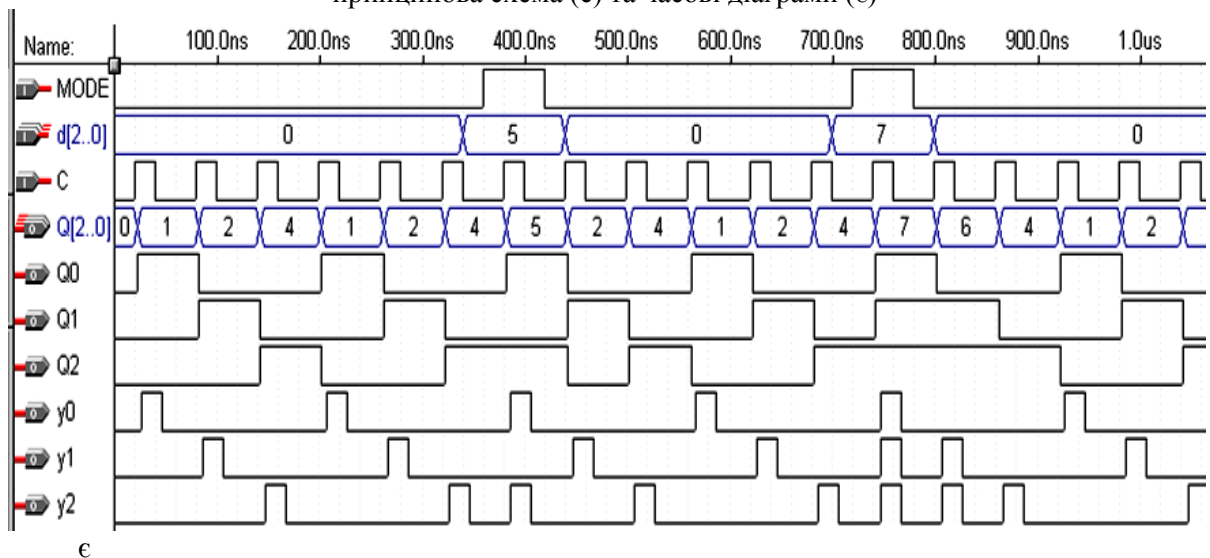 принципова схема (є) та часові діаграми (є)
Name: 100.0ns 200.0ns 300.0ns 400.0ns 500.0ns 600.0ns 700.0ns 800.0ns 900.0ns 1.0us
MODE
d[2..0] 0 5 0 7 0
C
Q[2..0] 0 1 2 4 1 2 4 5 2 4 1 2 4 7 6 4 1 2
Q0
Q1
Q2
y0
y1
y2
є